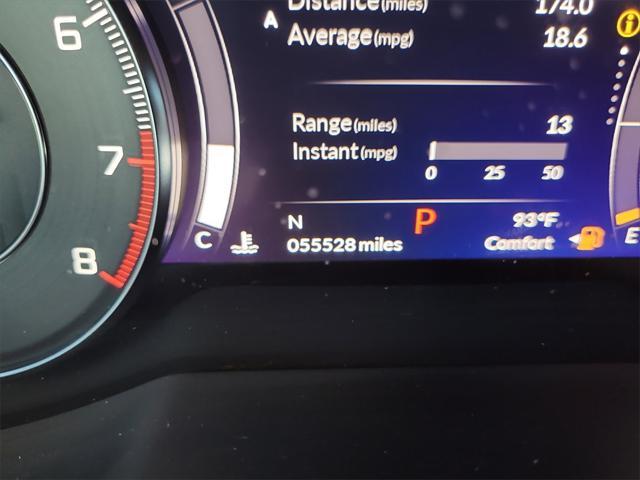 Distance(miles) 174.0
A Average(mpg) 18.6
6
Range(miles) 13
7 Instant(mpg)
0 25 50
N P 93°F
C 055528 miles Comfort E
8